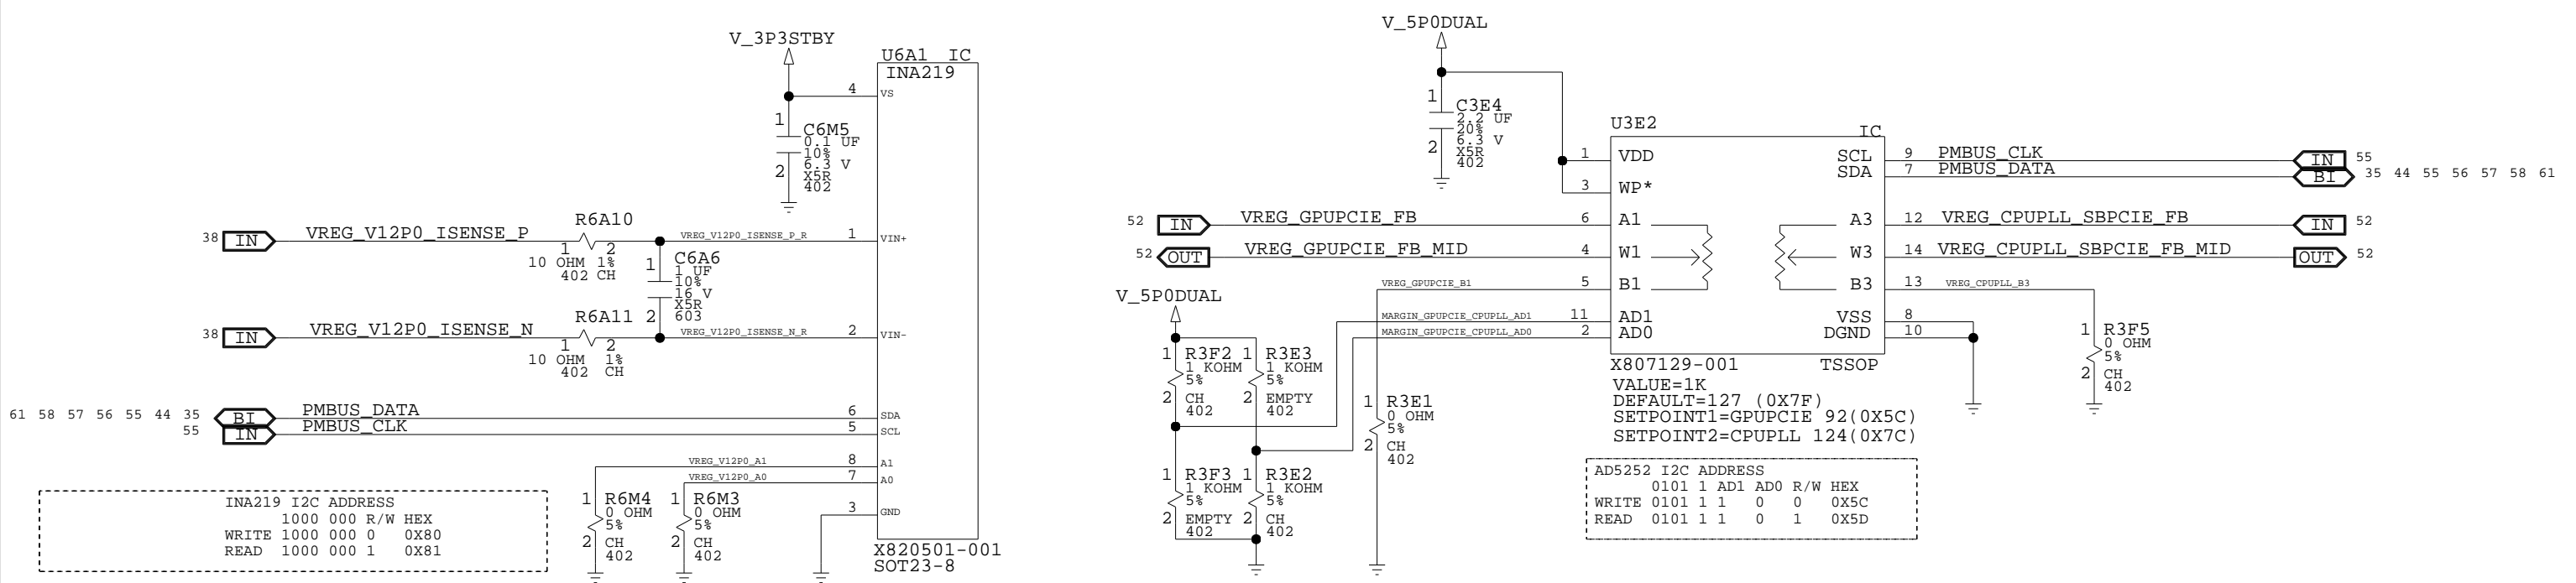 V_3P3STBY
U6A1 IC
INA219
4 VS
1
C6M5
0.1 UF
10%
6.3 V
X5R
402
2
R6A10
38 IN VREG_V12P0_ISENSE_P
1 2
10 OHM 1%
402 CH
VREG_V12P0_ISENSE_P_R 1 VIN+
C6A6
1
1 UF
10%
16 V
X5R
603
2
R6A11
38 IN VREG_V12P0_ISENSE_N
1 2
10 OHM 1%
402 CH
VREG_V12P0_ISENSE_N_R 2 VIN-
61 58 57 56 55 44 35 BI PMBUS_DATA 6 SDA
55 IN PMBUS_CLK 5 SCL
VREG_V12P0_A1 8 A1
VREG_V12P0_A0 7 A0
1 R6M4
0 OHM
5%
2 CH
402
1 R6M3
0 OHM
5%
2 CH
402
3 GND
X820501-001
SOT23-8
INA219 I2C ADDRESS
1000 000 R/W HEX
WRITE 1000 000 0 0X80
READ 1000 000 1 0X81
V_5P0DUAL
1
C3E4
2.2 UF
20%
6.3 V
X5R
402
2
U3E2
IC
1 VDD
3 WP*
SCL 9 PMBUS_CLK IN 55
SDA 7 PMBUS_DATA BI 35 44 55 56 57 58 61
52 IN VREG_GPUPCIE_FB 6 A1
52 OUT VREG_GPUPCIE_FB_MID 4 W1
VREG_GPUPCIE_B1 5 B1
A3 12 VREG_CPUPLL_SBPCIE_FB IN 52
W3 14 VREG_CPUPLL_SBPCIE_FB_MID OUT 52
B3 13 VREG_CPUPLL_B3
MARGIN_GPUPCIE_CPUPLL_AD1 11 AD1
MARGIN_GPUPCIE_CPUPLL_AD0 2 AD0
VSS 8
DGND 10
V_5P0DUAL
1 R3F2
1 KOHM
5%
2 CH
402
1 R3E3
1 KOHM
5%
2 EMPTY
402
1 R3F3
1 KOHM
5%
2 EMPTY
402
1 R3E2
1 KOHM
5%
2 CH
402
1 R3E1
0 OHM
5%
2 CH
402
1 R3F5
0 OHM
5%
2 CH
402
X807129-001 TSSOP
VALUE=1K
DEFAULT=127 (0X7F)
SETPOINT1=GPUPCIE 92(0X5C)
SETPOINT2=CPUPLL 124(0X7C)
AD5252 I2C ADDRESS
0101 1 AD1 AD0 R/W HEX
WRITE 0101 1 1 0 0 0X5C
READ 0101 1 1 0 1 0X5D